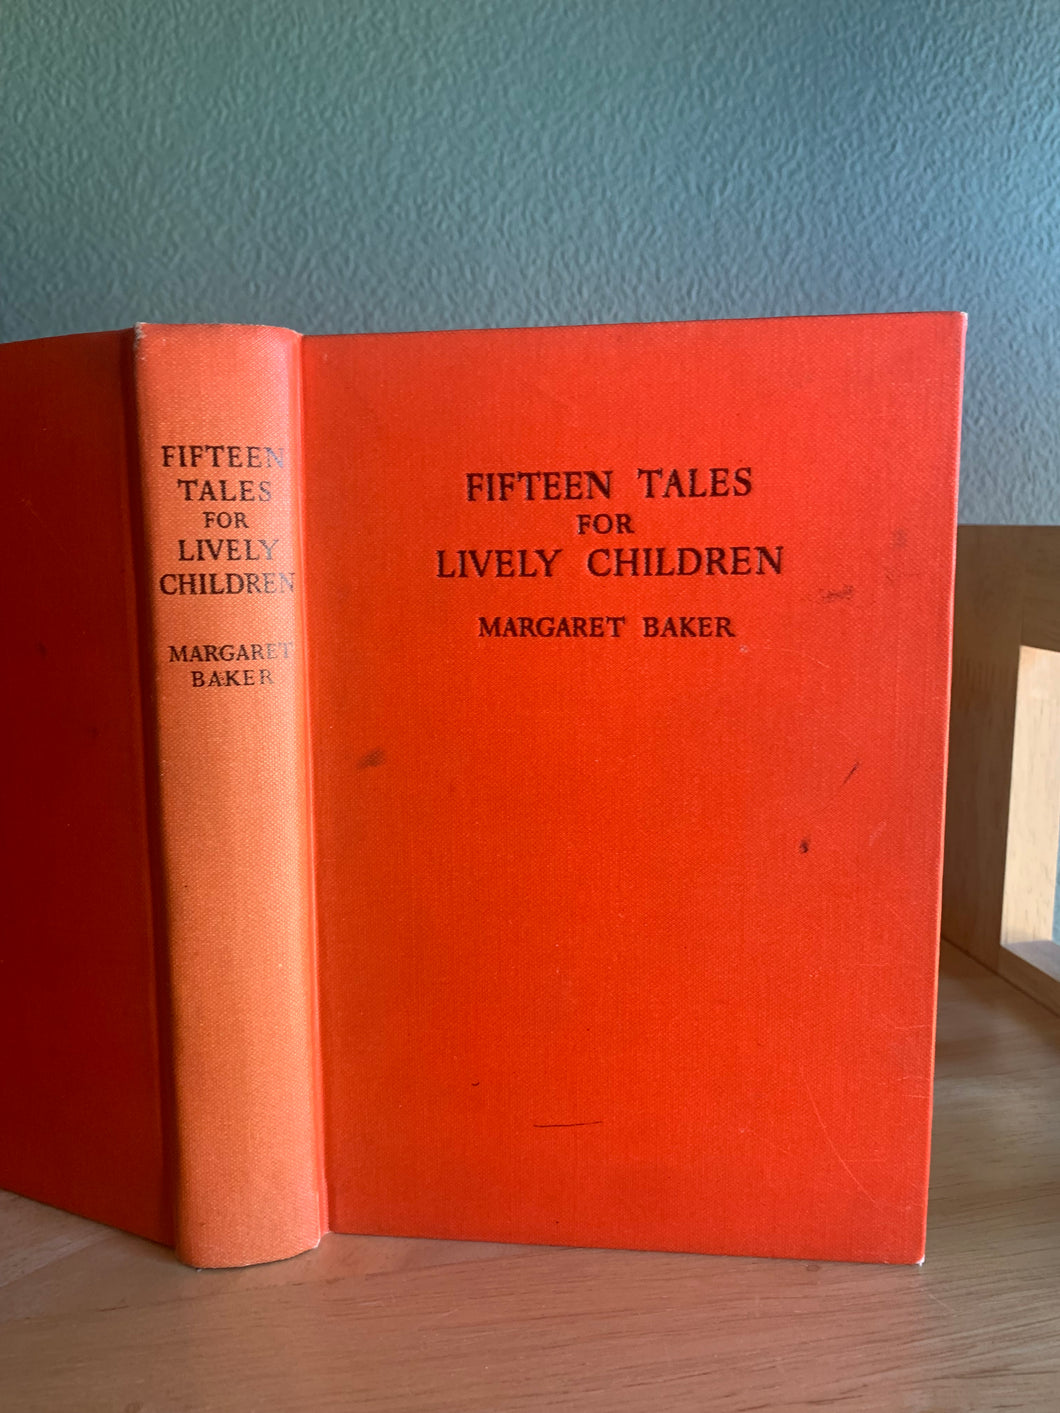 FIFTEEN
TALES
FOR
LIVELY
CHILDREN
MARGARET
BAKER
FIFTEEN TALES
FOR
LIVELY CHILDREN
MARGARET BAKER